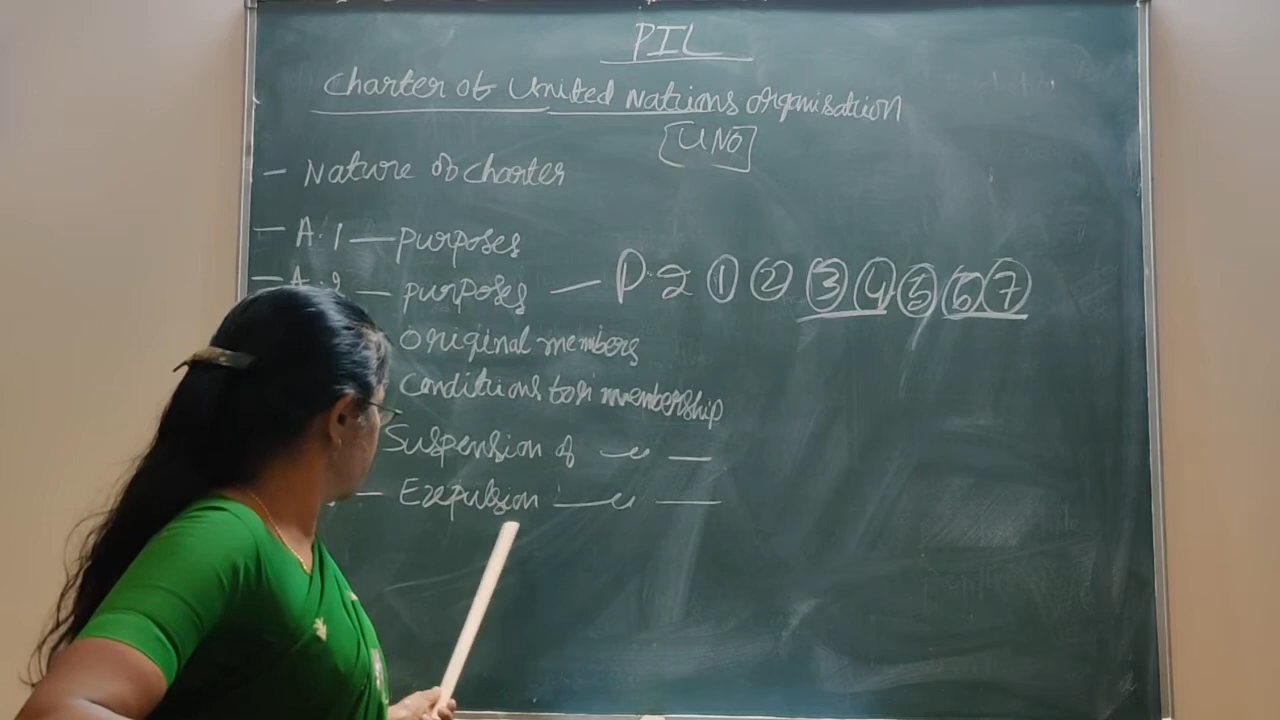 PIL
Charter of United Nations Organisation
[UNO]
- Nature of Charter
- A.1 — purposes
- A.2 — purposes — P.2 ① ② ③ ④ ⑤ ⑥ ⑦
Original members
Conditions for membership
Suspension of —〃—
- Expulsion —〃—